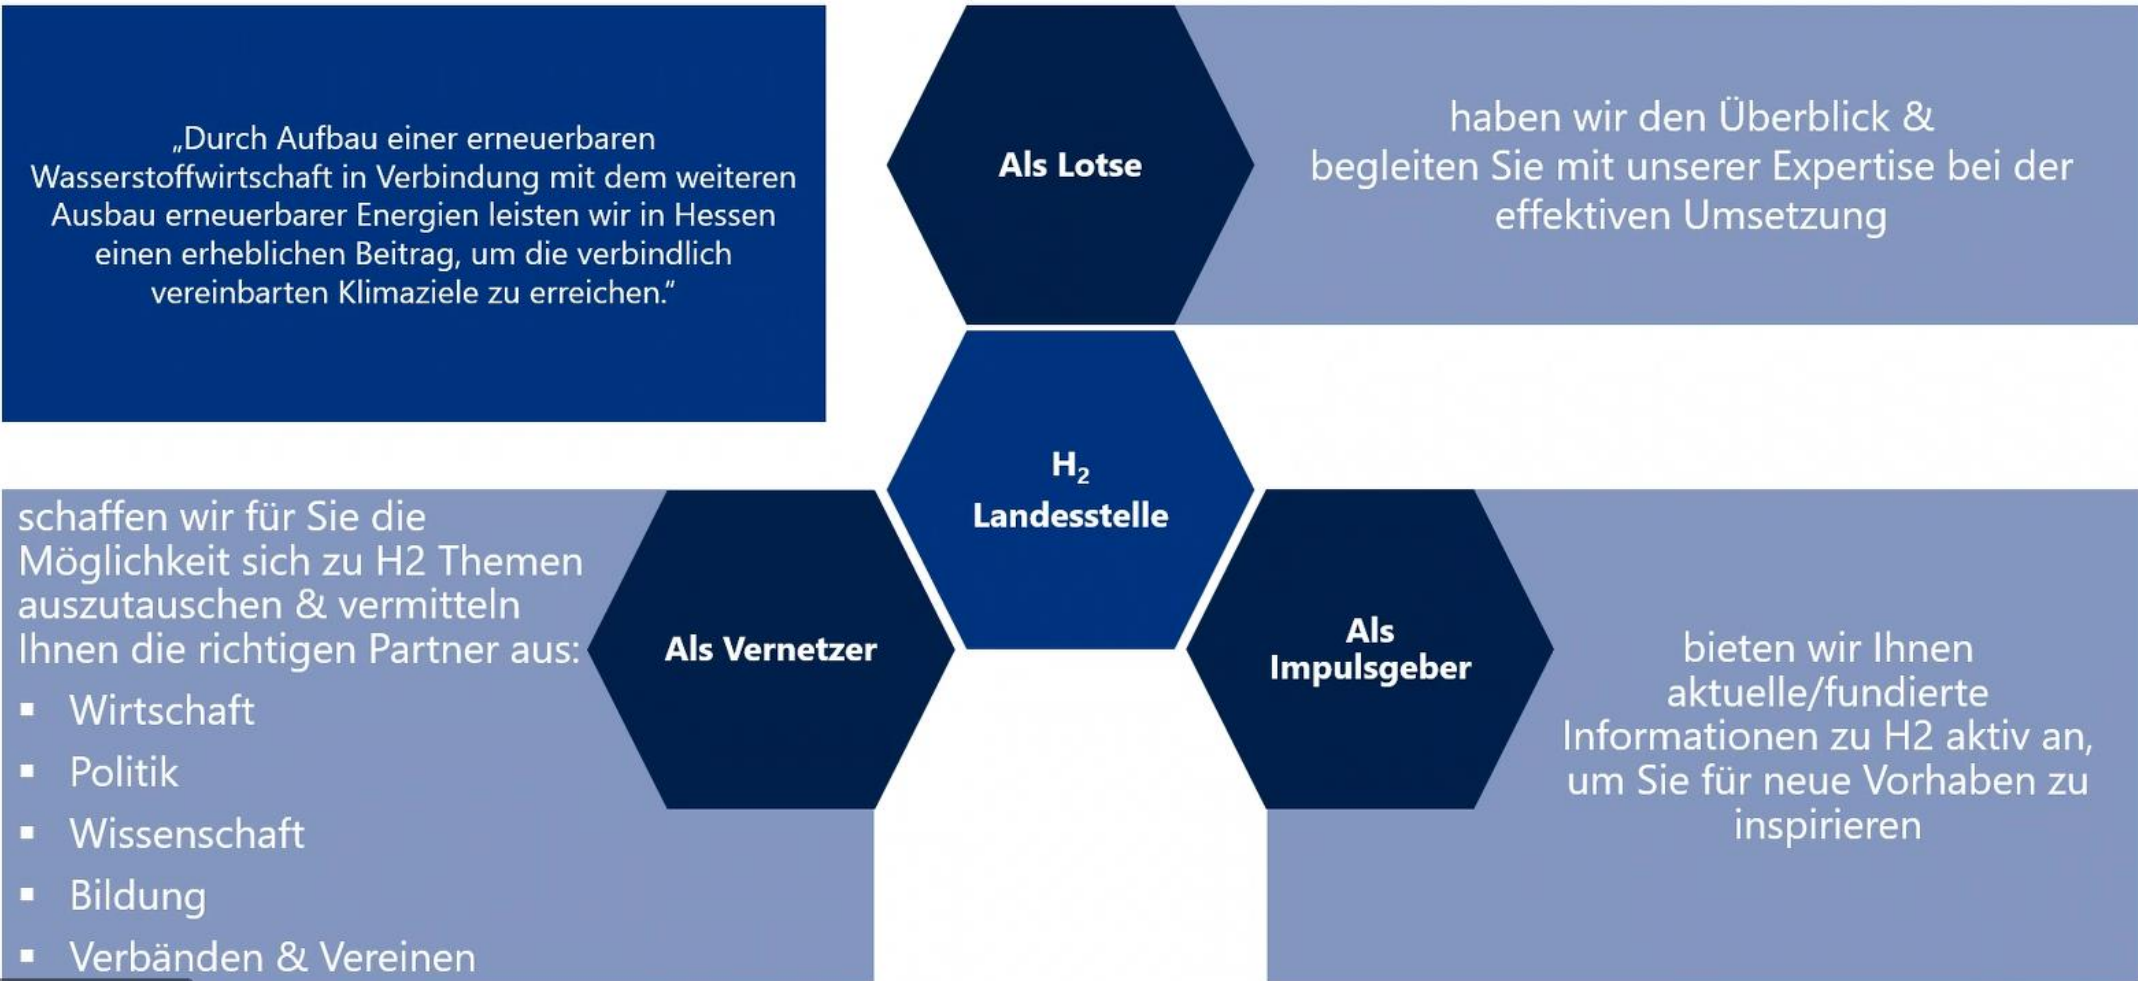 „Durch Aufbau einer erneuerbaren
Wasserstoffwirtschaft in Verbindung mit dem weiteren
Ausbau erneuerbarer Energien leisten wir in Hessen
einen erheblichen Beitrag, um die verbindlich
vereinbarten Klimaziele zu erreichen.“
Als Lotse
haben wir den Überblick &
begleiten Sie mit unserer Expertise bei der
effektiven Umsetzung
H₂
Landesstelle
schaffen wir für Sie die
Möglichkeit sich zu H2 Themen
auszutauschen & vermitteln
Ihnen die richtigen Partner aus:
▪ Wirtschaft
▪ Politik
▪ Wissenschaft
▪ Bildung
▪ Verbänden & Vereinen
Als Vernetzer
Als
Impulsgeber
bieten wir Ihnen
aktuelle/fundierte
Informationen zu H2 aktiv an,
um Sie für neue Vorhaben zu
inspirieren